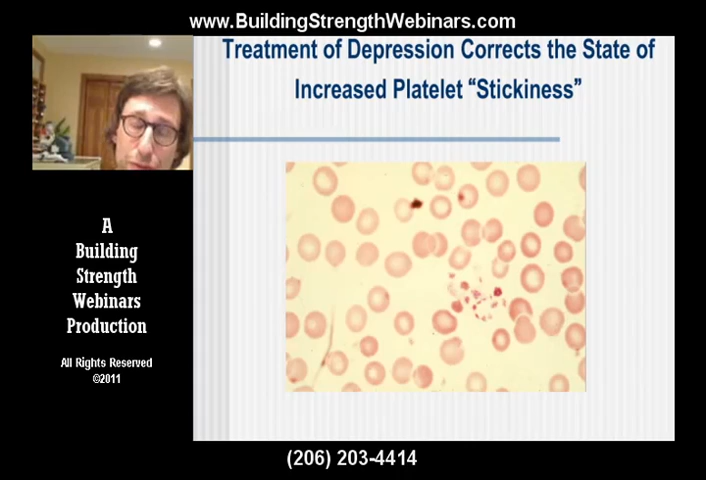 www.BuildingStrengthWebinars.com
Treatment of Depression Corrects the State of
Increased Platelet “Stickiness”
A
Building
Strength
Webinars
Production
All Rights Reserved
©2011
(206) 203-4414